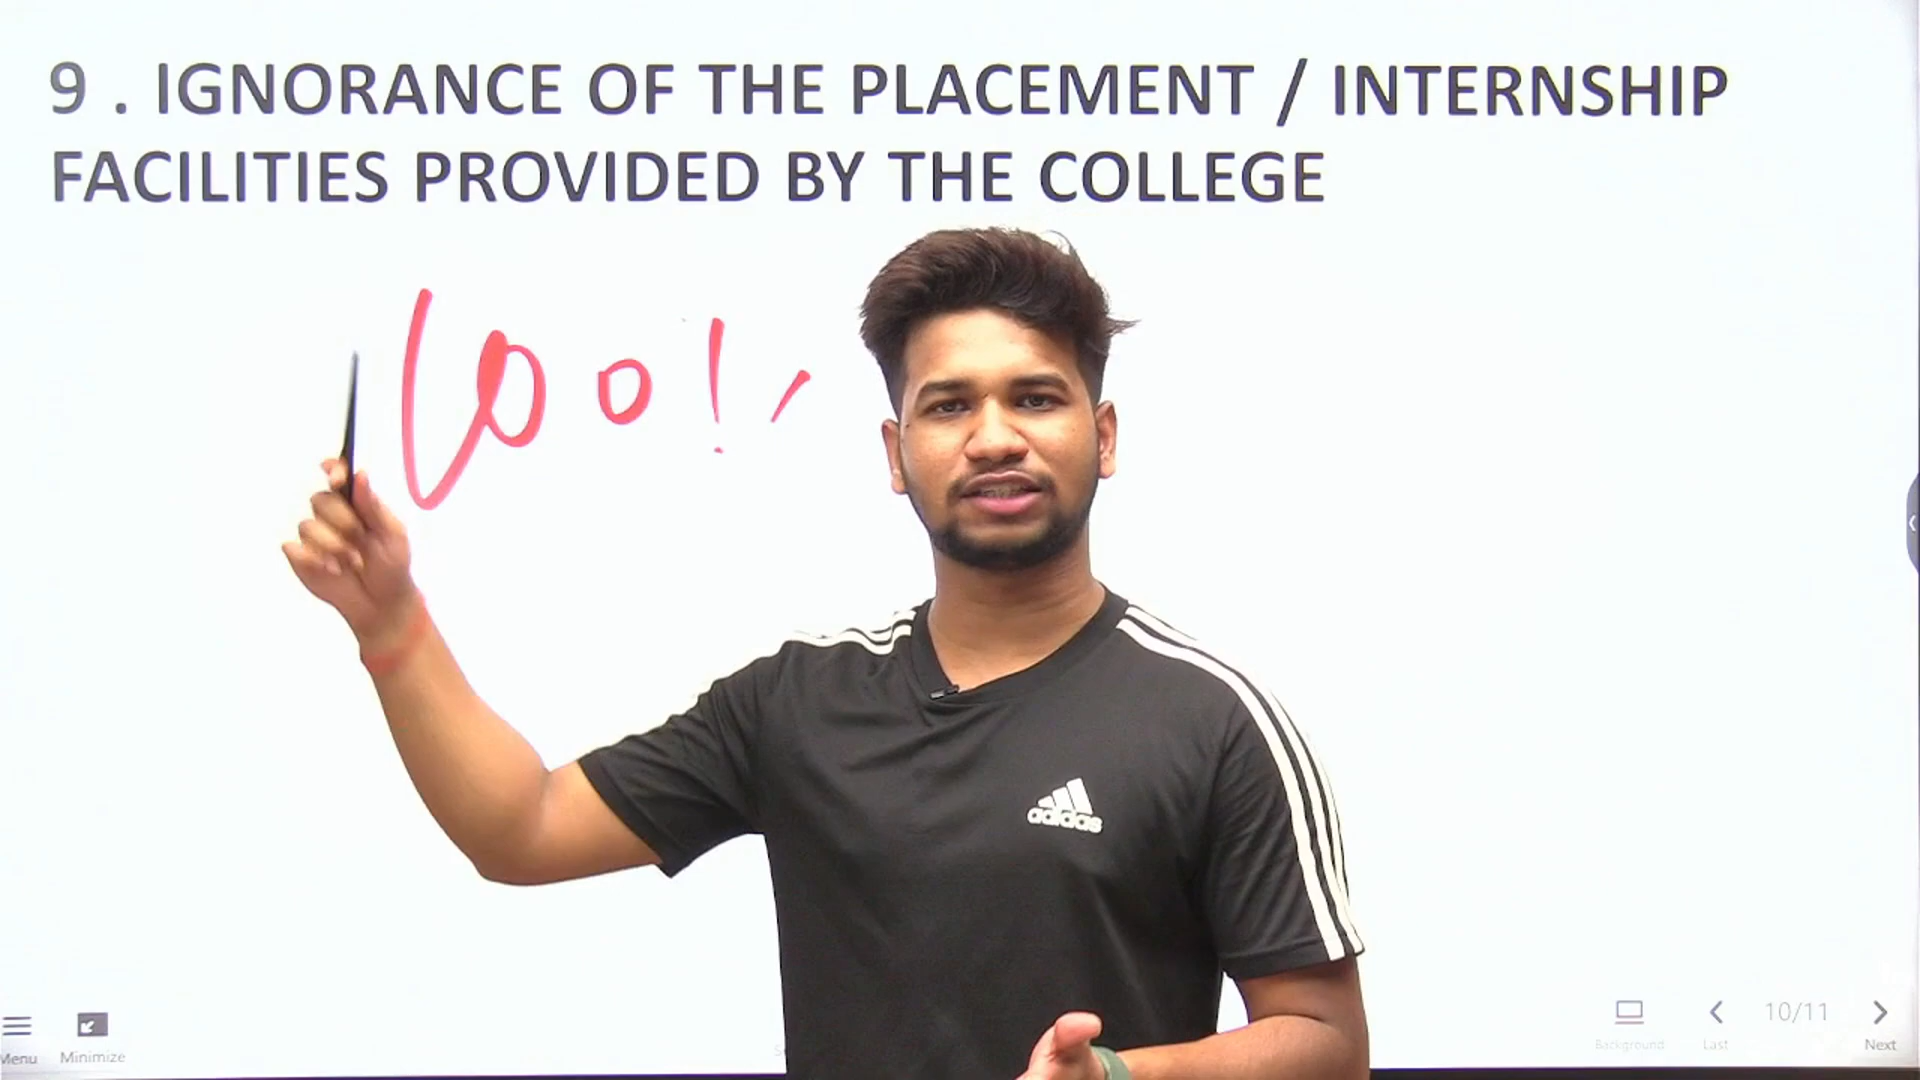 9 . IGNORANCE OF THE PLACEMENT / INTERNSHIP
FACILITIES PROVIDED BY THE COLLEGE
100%
adidas
10/11
Menu
Minimize
Background
Last
Next